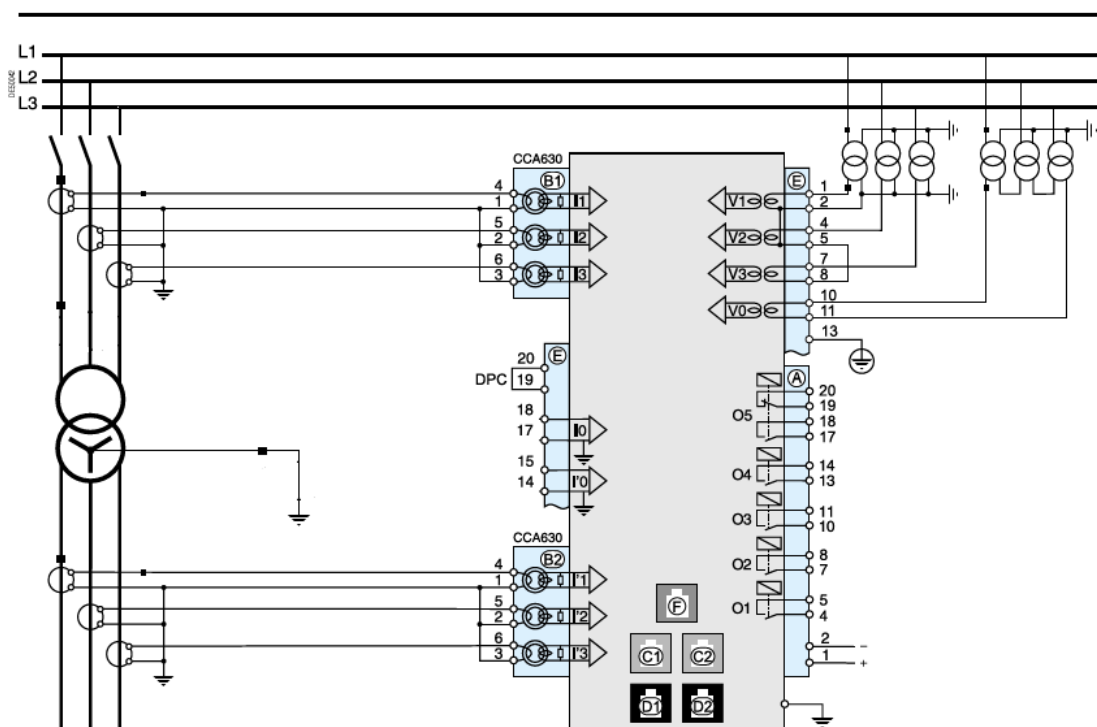 L1
L2
L3
DE52049
CCA630
B1
4
1
5
2
6
3
I1
I2
I3
E
V1
V2
V3
V0
1
2
4
5
7
8
10
11
13
DPC
20
19
18
17
15
14
E
I0
I'0
A
O5
20
19
18
17
O4
14
13
O3
11
10
O2
8
7
O1
5
4
2 –
1 +
CCA630
B2
4
1
5
2
6
3
I'1
I'2
I'3
F
C1
C2
D1
D2